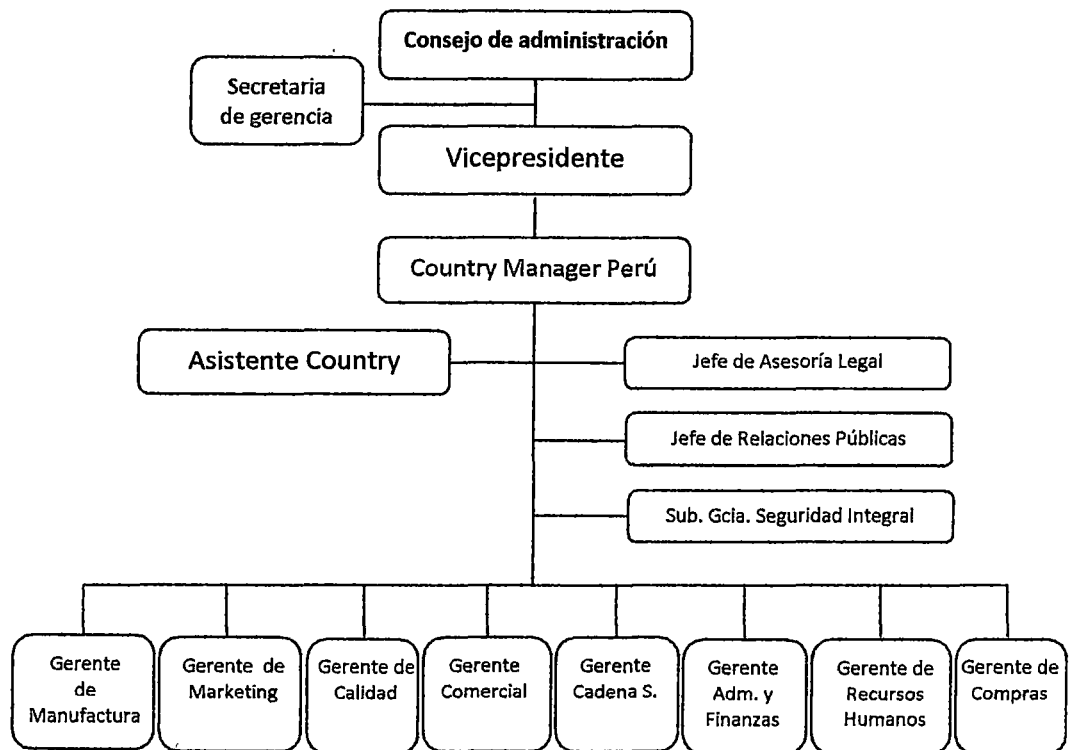 Consejo de administración
Secretaria
de gerencia
Vicepresidente
Country Manager Perú
Asistente Country
Jefe de Asesoría Legal
Jefe de Relaciones Públicas
Sub. Gcia. Seguridad Integral
Gerente
de
Manufactura
Gerente de
Marketing
Gerente de
Calidad
Gerente
Comercial
Gerente
Cadena S.
Gerente
Adm. y
Finanzas
Gerente de
Recursos
Humanos
Gerente de
Compras